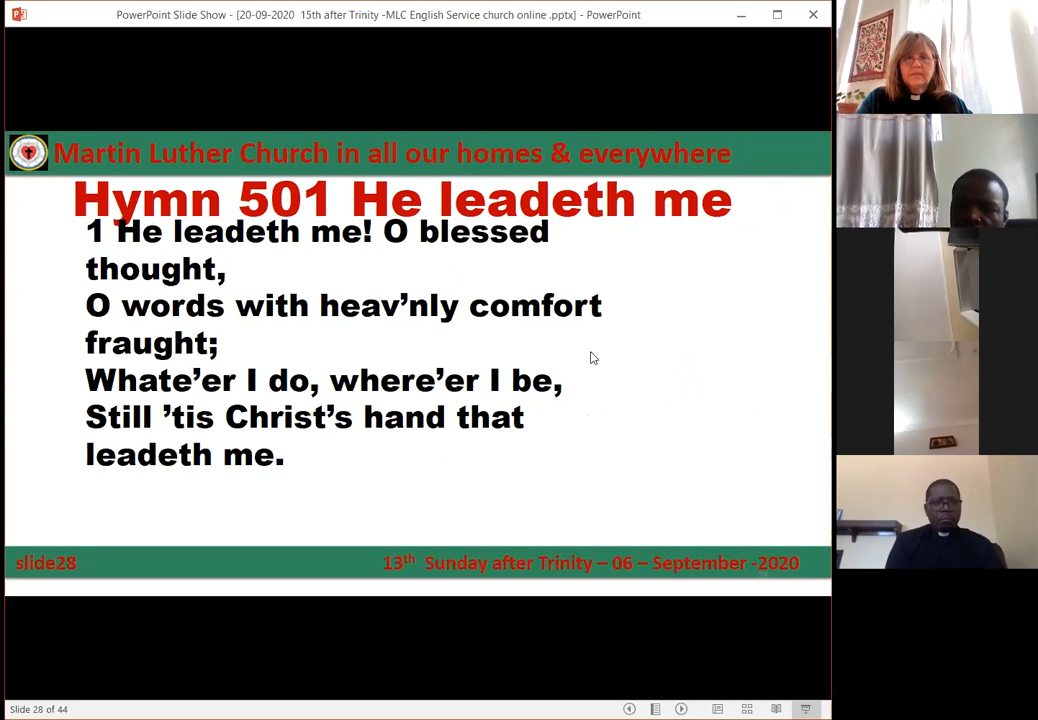 PowerPoint Slide Show - [20-09-2020  15th after Trinity -MLC English Service church online .pptx] - PowerPoint
Martin Luther Church in all our homes & everywhere
Hymn 501 He leadeth me
1 He leadeth me! O blessed
thought,
O words with heav’nly comfort
fraught;
Whate’er I do, where’er I be,
Still ’tis Christ’s hand that
leadeth me.
slide28
13th  Sunday after Trinity – 06 – September -2020
Slide 28 of 44